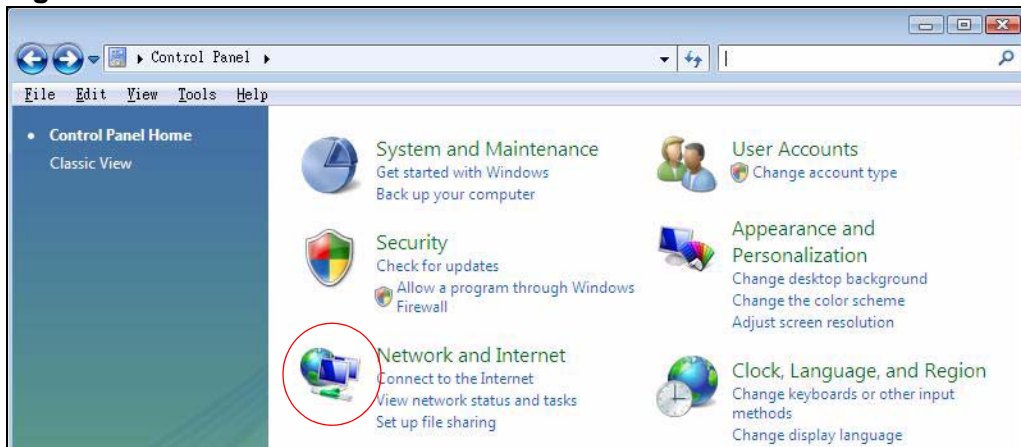 Control Panel
File Edit View Tools Help
Control Panel Home
Classic View
System and Maintenance
Get started with Windows
Back up your computer
Security
Check for updates
Allow a program through Windows
Firewall
Network and Internet
Connect to the Internet
View network status and tasks
Set up file sharing
User Accounts
Change account type
Appearance and
Personalization
Change desktop background
Change the color scheme
Adjust screen resolution
Clock, Language, and Region
Change keyboards or other input
methods
Change display language